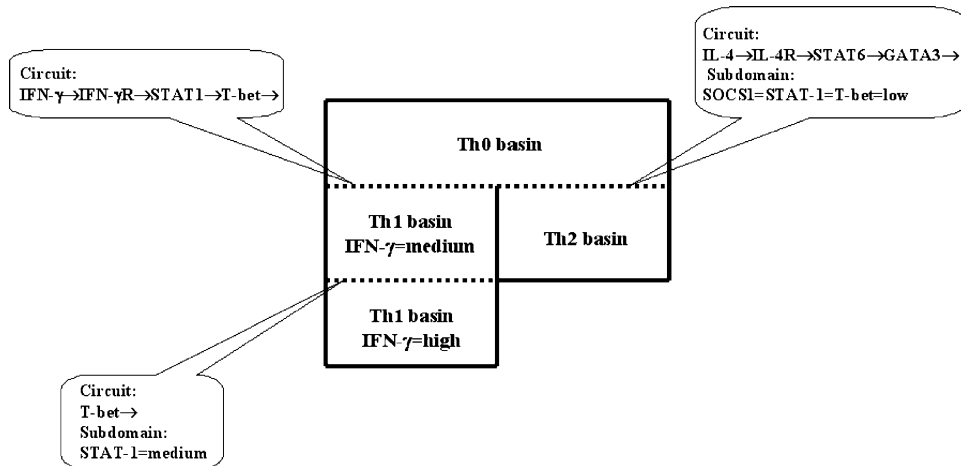 Circuit:
IFN-γ→IFN-γR→STAT1→T-bet→
Circuit:
IL-4→IL-4R→STAT6→GATA3→
Subdomain:
SOCS1=STAT-1=T-bet=low
Th0 basin
Th1 basin
IFN-γ=medium
Th2 basin
Th1 basin
IFN-γ=high
Circuit:
T-bet→
Subdomain:
STAT-1=medium